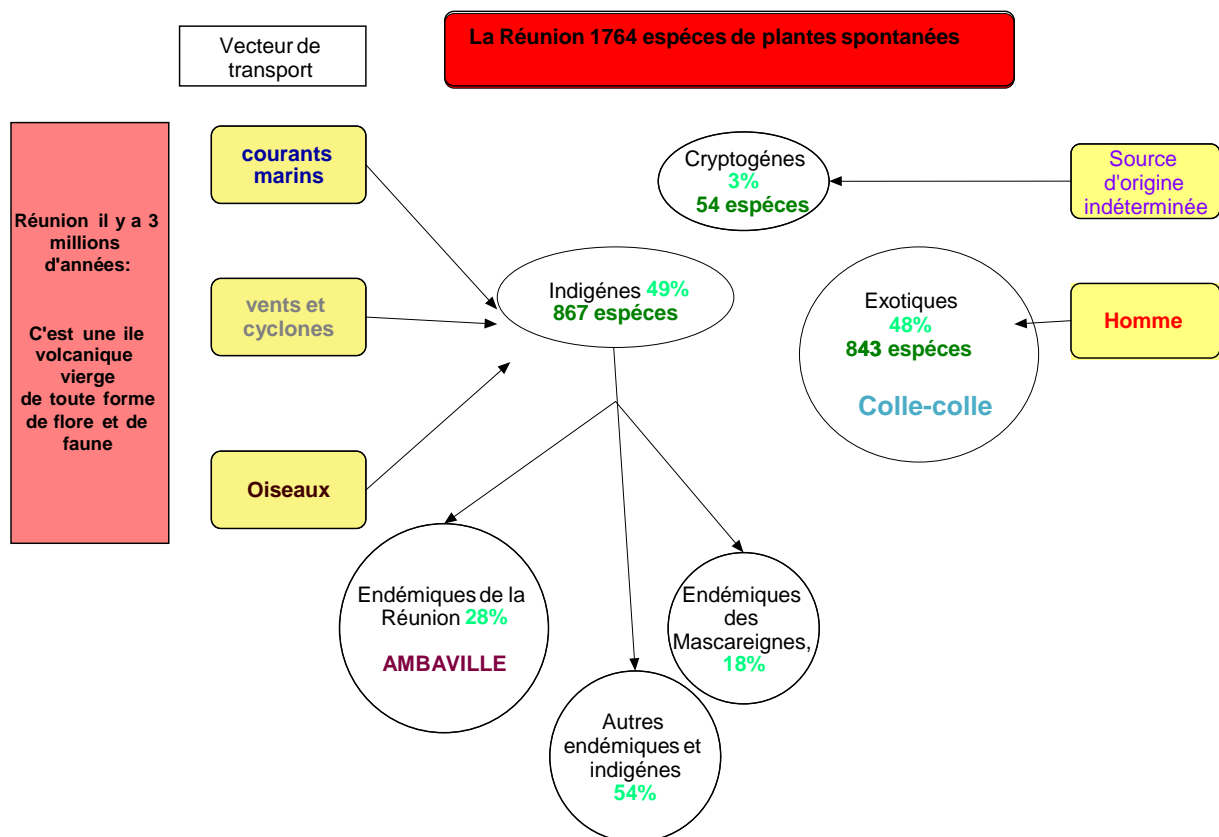 Vecteur de
transport
La Réunion 1764 espéces de plantes spontanées
Réunion il y a 3
millions
d'années:
C'est une ile
volcanique
vierge
de toute forme
de flore et de
faune
courants
marins
vents et
cyclones
Oiseaux
Cryptogénes
3%
54 espéces
Source
d'origine
indéterminée
Indigénes 49%
867 espéces
Exotiques
48%
843 espéces
Colle-colle
Homme
Endémiques de la
Réunion 28%
AMBAVILLE
Endémiques
des
Mascareignes,
18%
Autres
endémiques et
indigénes
54%